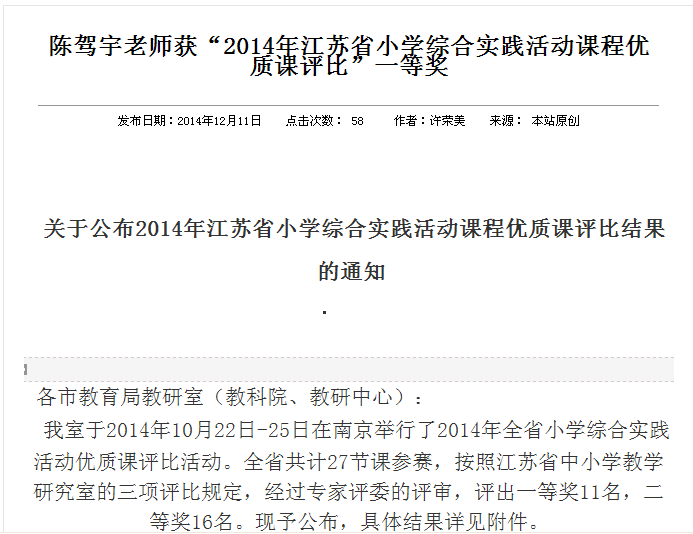 陈驾宇老师获“2014年江苏省小学综合实践活动课程优
质课评比”一等奖
发布日期：2014年12月11日 点击次数： 58 作者：许荣美 来源： 本站原创
关于公布2014年江苏省小学综合实践活动课程优质课评比结果
的通知
各市教育局教研室（教科院、教研中心）：
我室于2014年10月22日-25日在南京举行了2014年全省小学综合实践
活动优质课评比活动。全省共计27节课参赛，按照江苏省中小学教学
研究室的三项评比规定，经过专家评委的评审，评出一等奖11名，二
等奖16名。现予公布，具体结果详见附件。